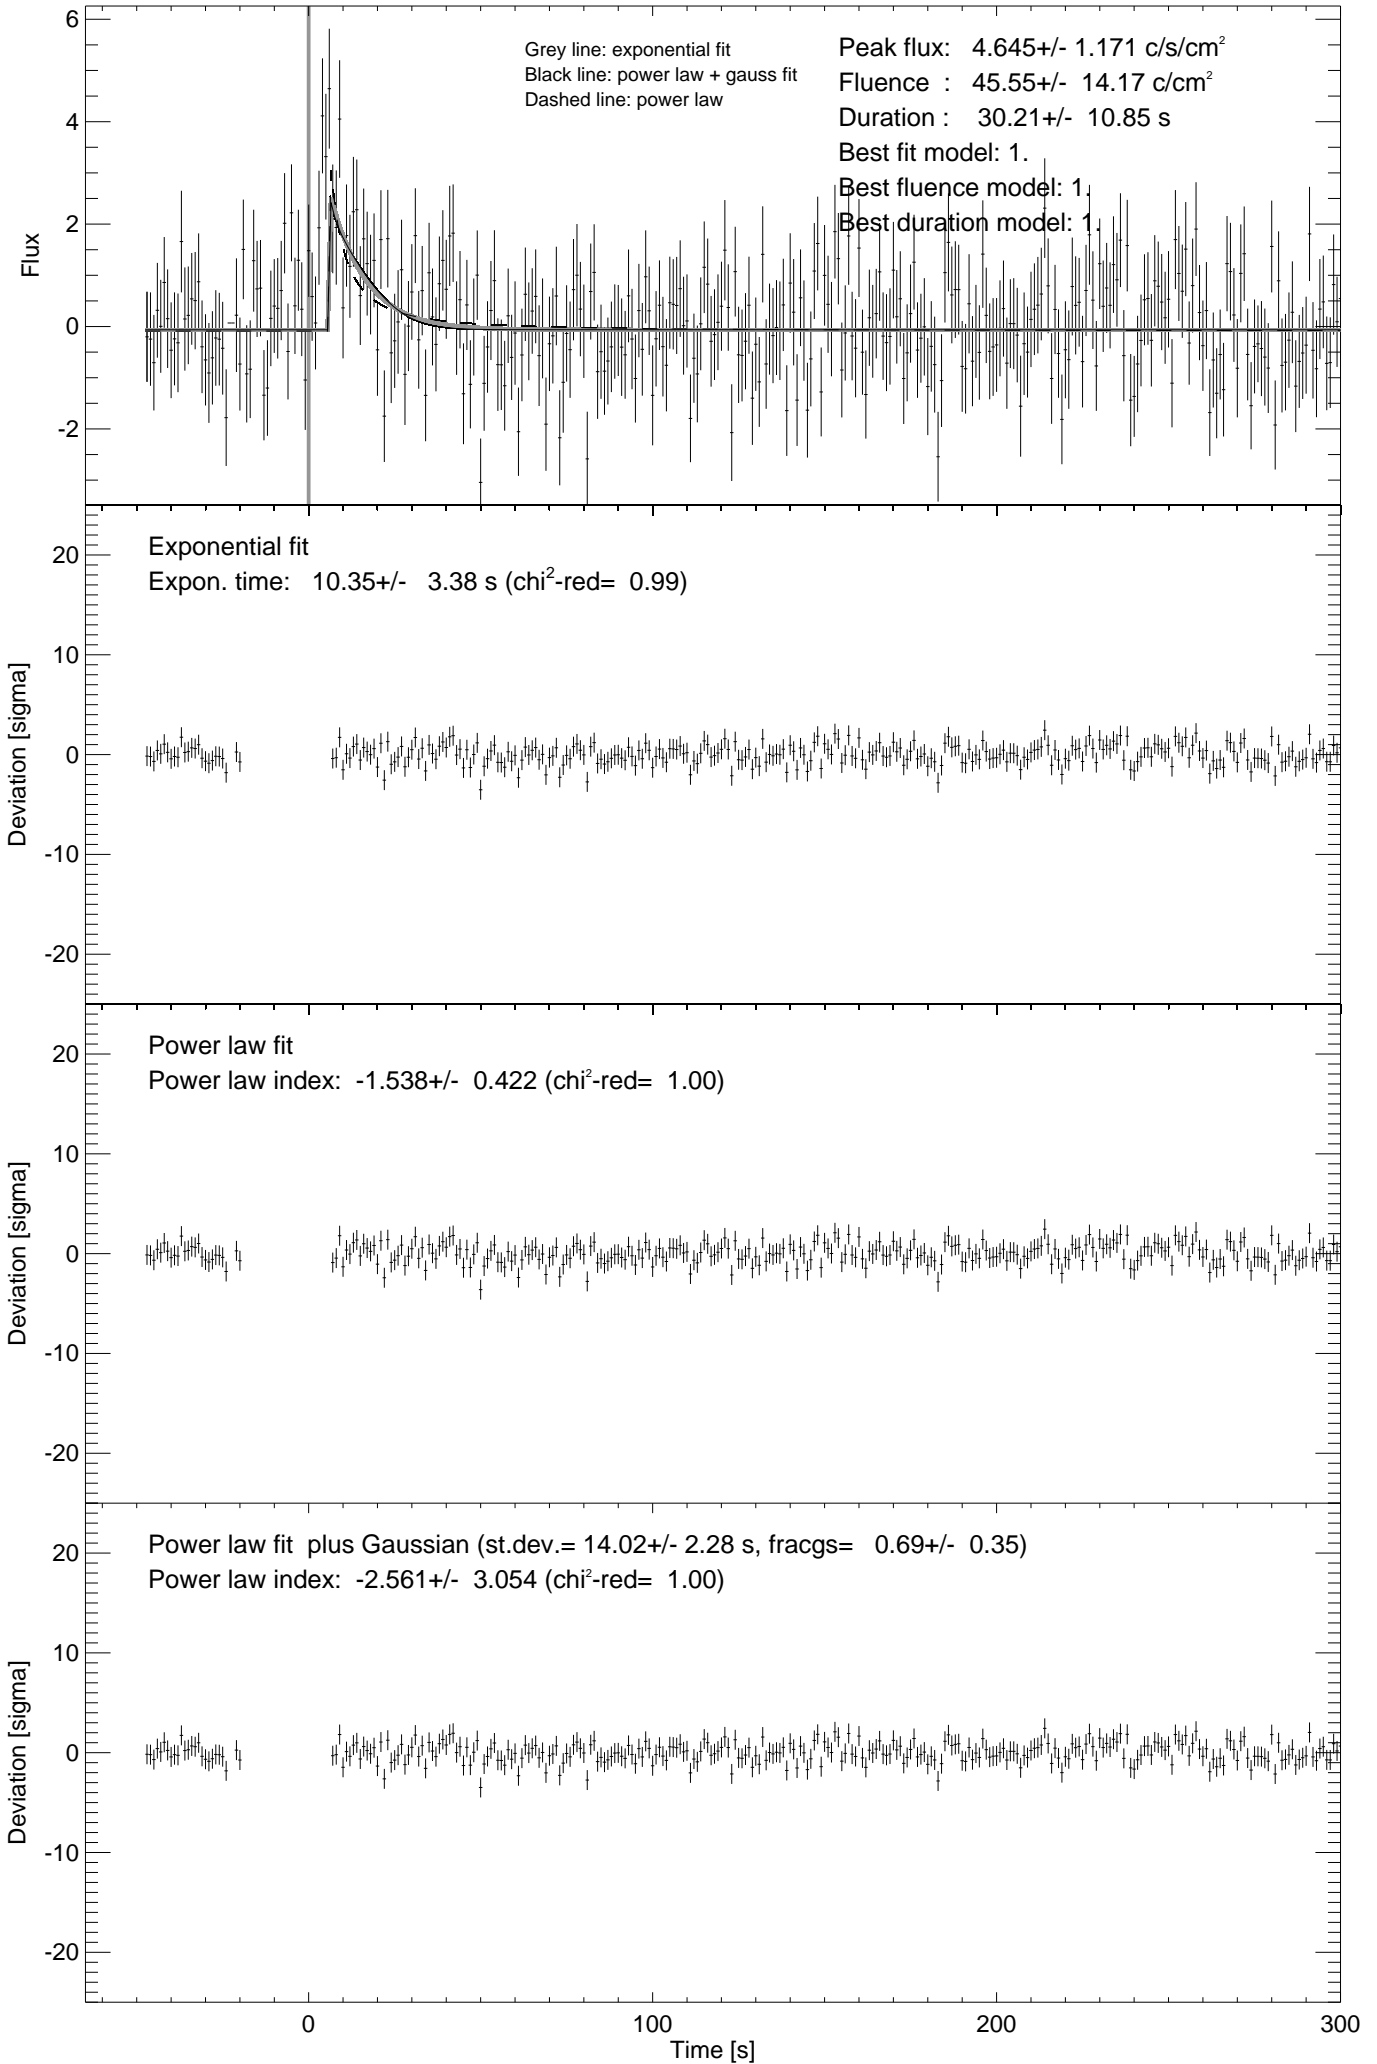 Grey line: exponential fit
Black line: power law + gauss fit
Dashed line: power law
Peak flux: 4.645+/- 1.171 c/s/cm²
Fluence : 45.55+/- 14.17 c/cm²
Duration : 30.21+/- 10.85 s
Best fit model: 1.
Best fluence model: 1.
Best duration model: 1.
6
4
2
0
-2
Flux
Exponential fit
Expon. time: 10.35+/- 3.38 s (chi²-red= 0.99)
20
10
0
-10
-20
Deviation [sigma]
Power law fit
Power law index: -1.538+/- 0.422 (chi²-red= 1.00)
20
10
0
-10
-20
Deviation [sigma]
Power law fit plus Gaussian (st.dev.= 14.02+/- 2.28 s, fracgs= 0.69+/- 0.35)
Power law index: -2.561+/- 3.054 (chi²-red= 1.00)
20
10
0
-10
-20
Deviation [sigma]
0 100 200 300
Time [s]